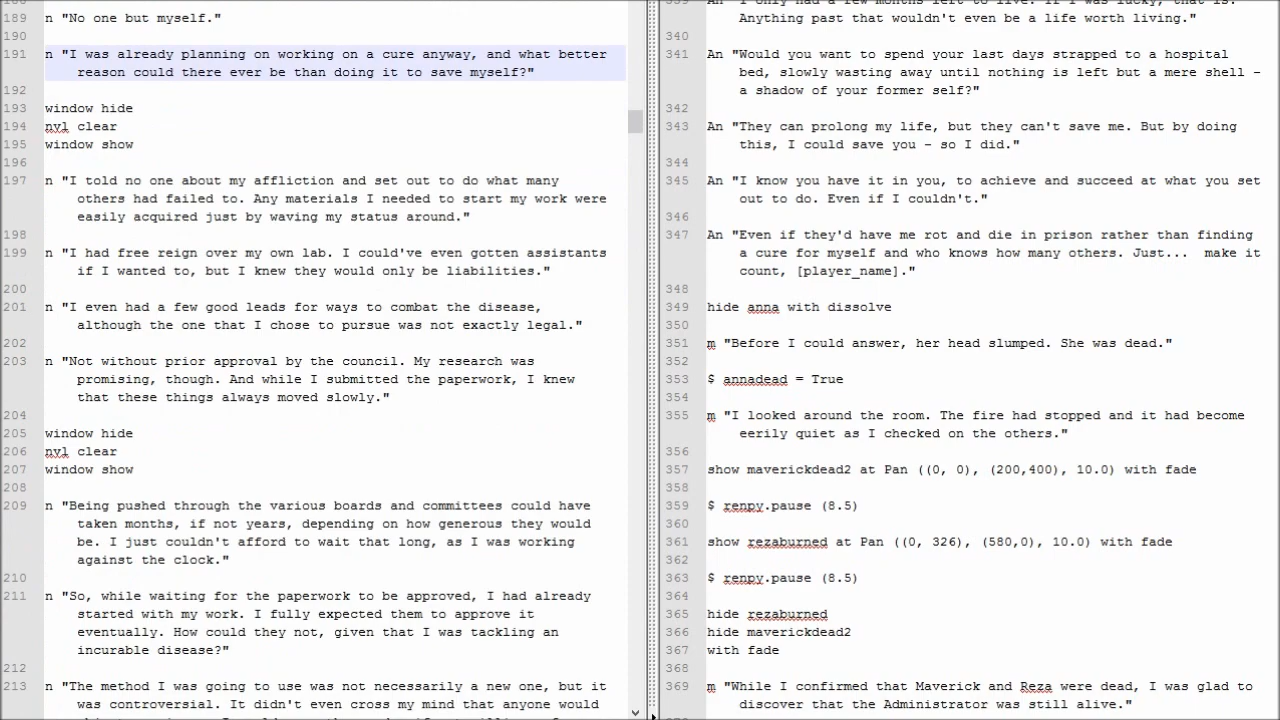 188
189 n "No one but myself."
190
191 n "I was already planning on working on a cure anyway, and what better
reason could there ever be than doing it to save myself?"
192
193 window hide
194 nvl clear
195 window show
196
197 n "I told no one about my affliction and set out to do what many
others had failed to. Any materials I needed to start my work were
easily acquired just by waving my status around."
198
199 n "I had free reign over my own lab. I could've even gotten assistants
if I wanted to, but I knew they would only be liabilities."
200
201 n "I even had a few good leads for ways to combat the disease,
although the one that I chose to pursue was not exactly legal."
202
203 n "Not without prior approval by the council. My research was
promising, though. And while I submitted the paperwork, I knew
that these things always moved slowly."
204
205 window hide
206 nvl clear
207 window show
208
209 n "Being pushed through the various boards and committees could have
taken months, if not years, depending on how generous they would
be. I just couldn't afford to wait that long, as I was working
against the clock."
210
211 n "So, while waiting for the paperwork to be approved, I had already
started with my work. I fully expected them to approve it
eventually. How could they not, given that I was tackling an
incurable disease?"
212
213 n "The method I was going to use was not necessarily a new one, but it
was controversial. It didn't even cross my mind that anyone would
339 An "I only had a few months left to live. If I was lucky, that is.
Anything past that wouldn't even be a life worth living."
340
341 An "Would you want to spend your last days strapped to a hospital
bed, slowly wasting away until nothing is left but a mere shell -
a shadow of your former self?"
342
343 An "They can prolong my life, but they can't save me. But by doing
this, I could save you - so I did."
344
345 An "I know you have it in you, to achieve and succeed at what you set
out to do. Even if I couldn't."
346
347 An "Even if they'd have me rot and die in prison rather than finding
a cure for myself and who knows how many others. Just...  make it
count, [player_name]."
348
349 hide anna with dissolve
350
351 m "Before I could answer, her head slumped. She was dead."
352
353 $ annadead = True
354
355 m "I looked around the room. The fire had stopped and it had become
eerily quiet as I checked on the others."
356
357 show maverickdead2 at Pan ((0, 0), (200,400), 10.0) with fade
358
359 $ renpy.pause (8.5)
360
361 show rezaburned at Pan ((0, 326), (580,0), 10.0) with fade
362
363 $ renpy.pause (8.5)
364
365 hide rezaburned
366 hide maverickdead2
367 with fade
368
369 m "While I confirmed that Maverick and Reza were dead, I was glad to
discover that the Administrator was still alive."